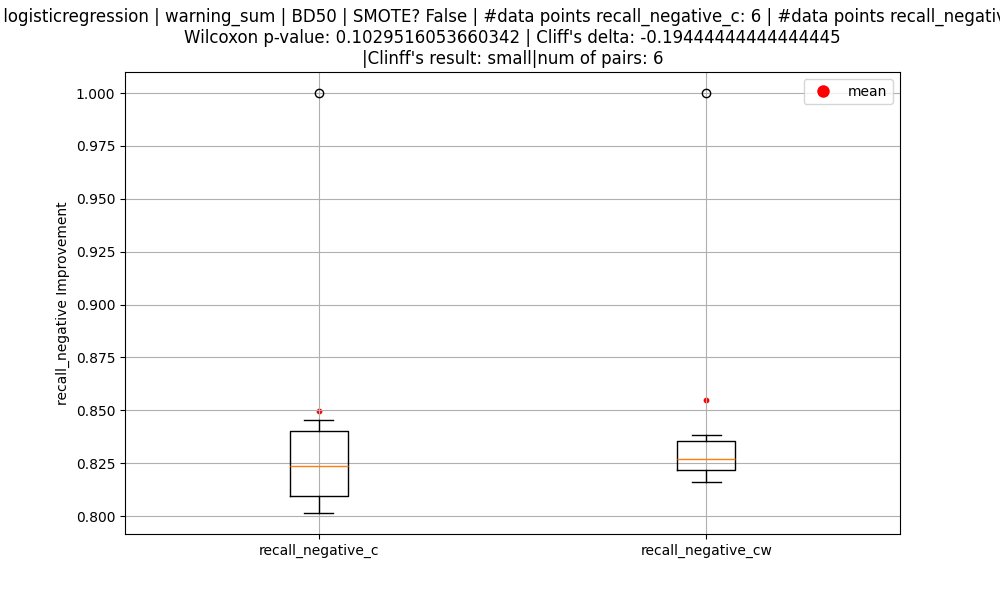 logisticregression | warning_sum | BD50 | SMOTE? False | #data points recall_negative_c: 6 | #data points
Wilcoxon p-value: 0.1029516053660342 | Cliff's delta: -0.19444444444444445
|Clinff's result: small|num of pairs: 6
mean
1.000
0.975
0.950
0.925
0.900
0.875
0.850
0.825
0.800
recall_negative Improvement
recall_negative_c
recall_negative_cw